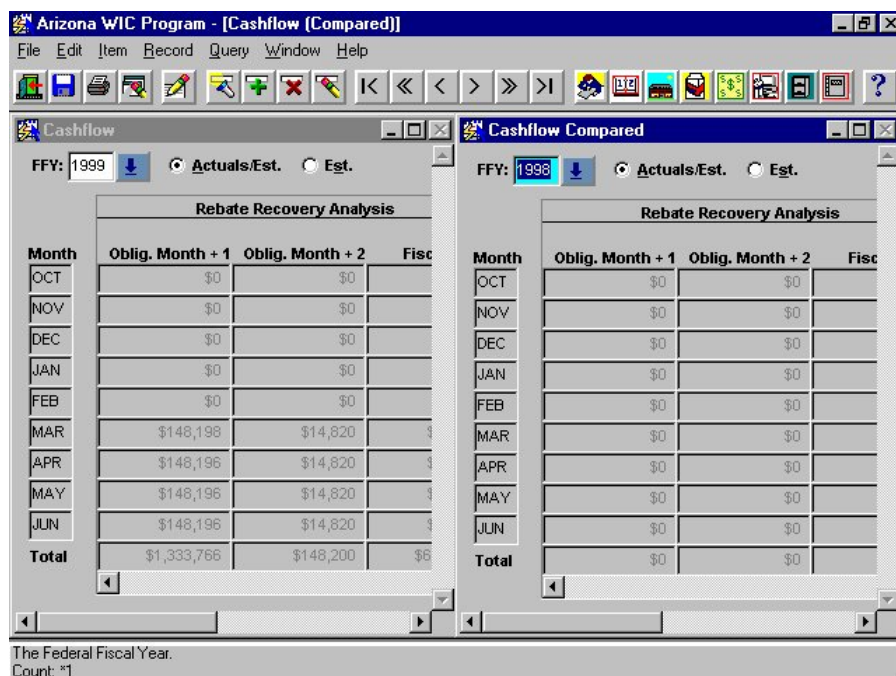 Arizona WIC Program - [Cashflow (Compared)]
File Edit Item Record Query Window Help
Cashflow
FFY: 1999 Actuals/Est. Est.
Rebate Recovery Analysis
Month Oblig. Month + 1 Oblig. Month + 2 Fisc
OCT $0 $0
NOV $0 $0
DEC $0 $0
JAN $0 $0
FEB $0 $0
MAR $148,198 $14,820 $
APR $148,196 $14,820 $
MAY $148,196 $14,820 $
JUN $148,196 $14,820 $
Total $1,333,766 $148,200 $6
Cashflow Compared
FFY: 1998 Actuals/Est. Est.
Rebate Recovery Analysis
Month Oblig. Month + 1 Oblig. Month + 2 Fisc
OCT $0 $0
NOV $0 $0
DEC $0 $0
JAN $0 $0
FEB $0 $0
MAR $0 $0
APR $0 $0
MAY $0 $0
JUN $0 $0
Total $0 $0
The Federal Fiscal Year.
Count: *1